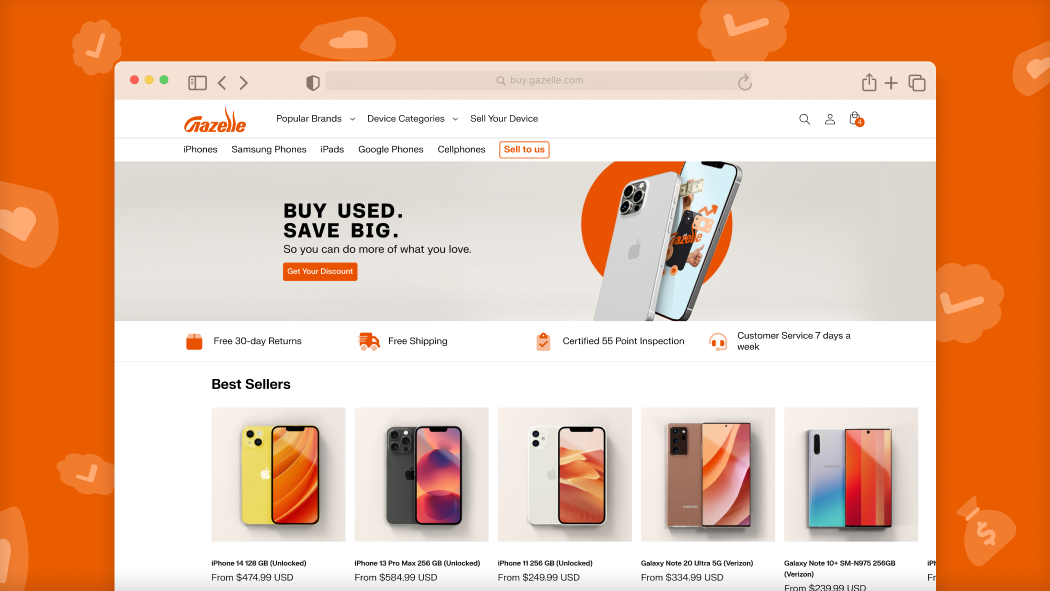 buy.gazelle.com
Gazelle
Popular Brands Device Categories Sell Your Device
4
iPhones Samsung Phones iPads Google Phones Cellphones Sell to us
BUY USED.
SAVE BIG.
So you can do more of what you love.
Get Your Discount
Gazelle
Free 30-day Returns
Free Shipping
Certified 55 Point Inspection
Customer Service 7 days a
week
Best Sellers
SAMSUNG
iPhone 14 128 GB (Unlocked)
From $474.99 USD
iPhone 13 Pro Max 256 GB (Unlocked)
From $584.99 USD
iPhone 11 256 GB (Unlocked)
From $249.99 USD
Galaxy Note 20 Ultra 5G (Verizon)
From $334.99 USD
Galaxy Note 10+ SM-N975 256GB
(Verizon)
From $239.99 USD
$